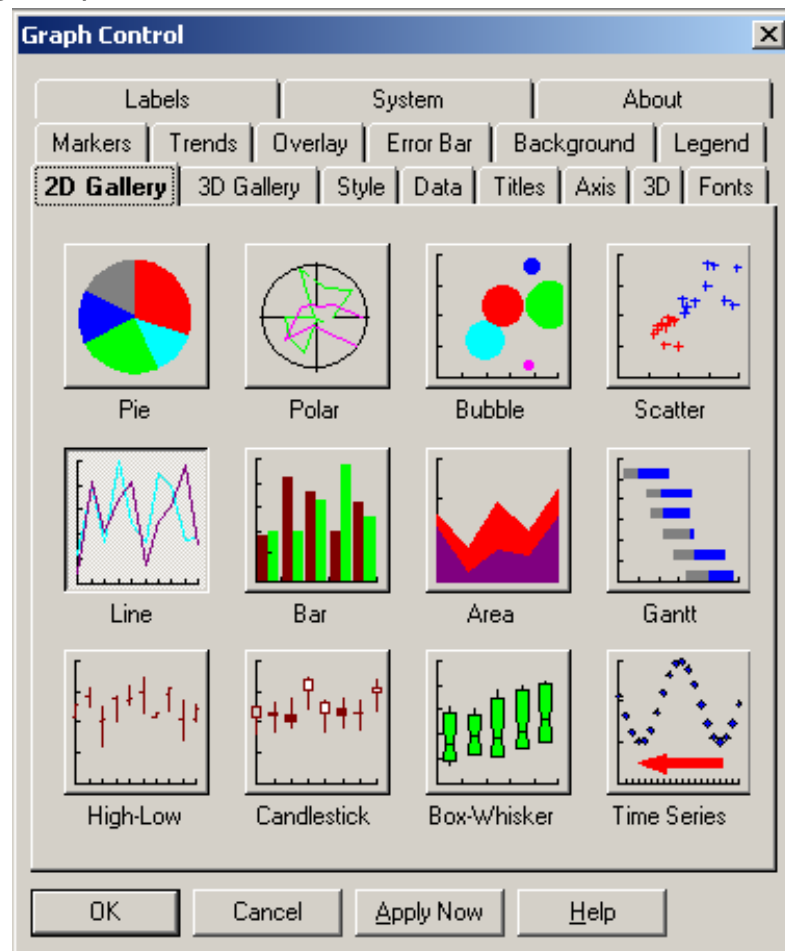 Graph Control
Labels System About
Markers Trends Overlay Error Bar Background Legend
2D Gallery 3D Gallery Style Data Titles Axis 3D Fonts
Pie Polar Bubble Scatter
Line Bar Area Gantt
High-Low Candlestick Box-Whisker Time Series
OK Cancel Apply Now Help